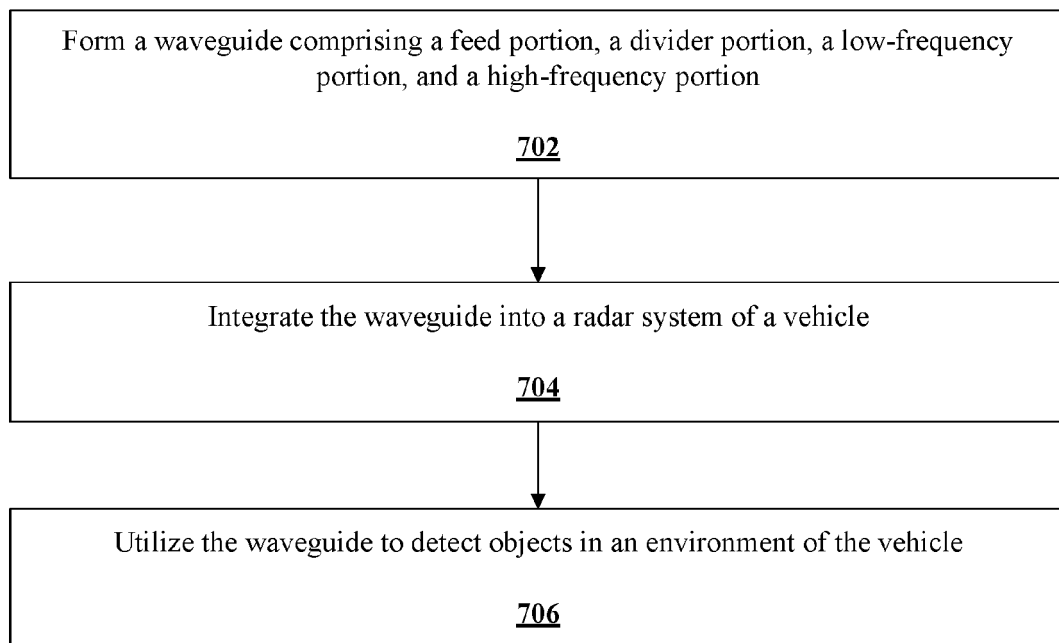 Form a waveguide comprising a feed portion, a divider portion, a low-frequency
portion, and a high-frequency portion
702
Integrate the waveguide into a radar system of a vehicle
704
Utilize the waveguide to detect objects in an environment of the vehicle
706